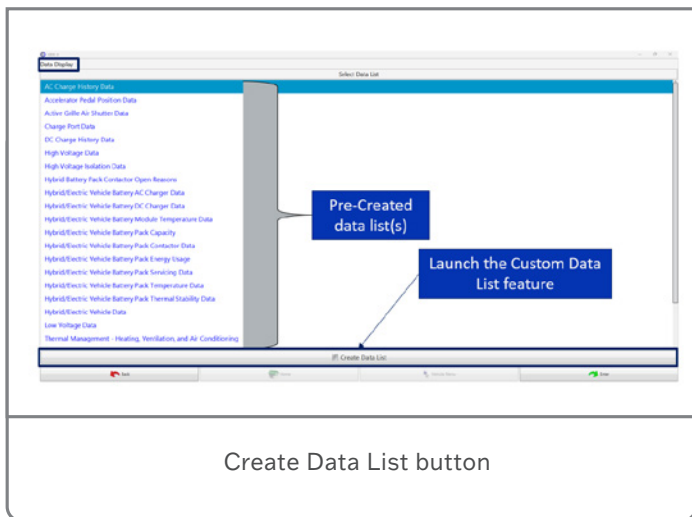 Data Display
Select Data List
AC Charge History Data
Accelerator Pedal Position Data
Active Grille Air Shutter Data
Charge Port Data
DC Charge History Data
High Voltage Data
High Voltage Isolation Data
Hybrid Battery Pack Contactor Open Reasons
Hybrid/Electric Vehicle Battery AC Charger Data
Hybrid/Electric Vehicle Battery DC Charger Data
Hybrid/Electric Vehicle Battery Module Temperature Data
Hybrid/Electric Vehicle Battery Pack Capacity
Hybrid/Electric Vehicle Battery Pack Contactor Data
Hybrid/Electric Vehicle Battery Pack Energy Usage
Hybrid/Electric Vehicle Battery Pack Servicing Data
Hybrid/Electric Vehicle Battery Pack Temperature Data
Hybrid/Electric Vehicle Battery Pack Thermal Stability Data
Hybrid/Electric Vehicle Data
Low Voltage Data
Thermal Management - Heating, Ventilation, and Air Conditioning
Pre-Created
data list(s)
Launch the Custom Data
List feature
Create Data List
Back
Enter
Create Data List button